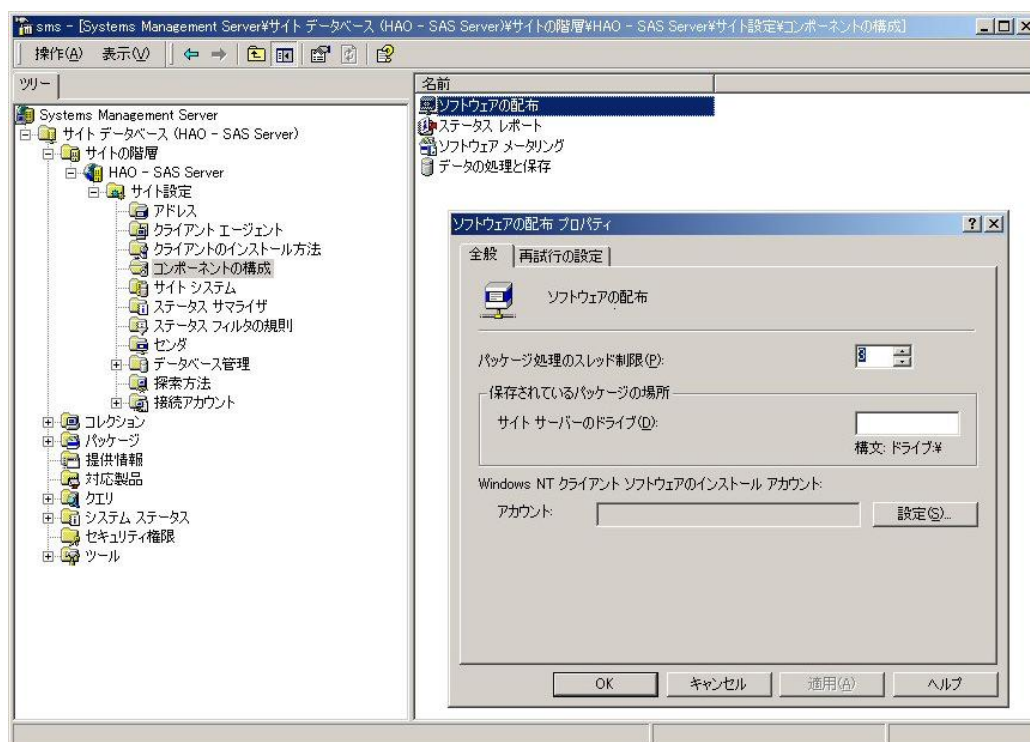 sms - [Systems Management Server¥サイト データベース (HAO - SAS Server)¥サイトの階層¥HAO - SAS Server¥サイト設定¥コンポーネントの構成]
操作(A) 表示(V)
ツリー
Systems Management Server
サイト データベース (HAO - SAS Server)
サイトの階層
HAO - SAS Server
サイト設定
アドレス
クライアント エージェント
クライアントのインストール方法
コンポーネントの構成
サイト システム
ステータス サマライザ
ステータス フィルタの規則
センダ
データベース管理
探索方法
接続アカウント
コレクション
パッケージ
提供情報
対応製品
クエリ
システム ステータス
セキュリティ権限
ツール
名前
ソフトウェアの配布
ステータス レポート
ソフトウェア メータリング
データの処理と保存
ソフトウェアの配布 プロパティ
全般 再試行の設定
ソフトウェアの配布
パッケージ処理のスレッド制限(P):
保存されているパッケージの場所
サイト サーバーのドライブ(D):
構文: ドライブ:¥
Windows NT クライアント ソフトウェアのインストール アカウント:
アカウント: 設定(S)...
OK キャンセル 適用(A) ヘルプ